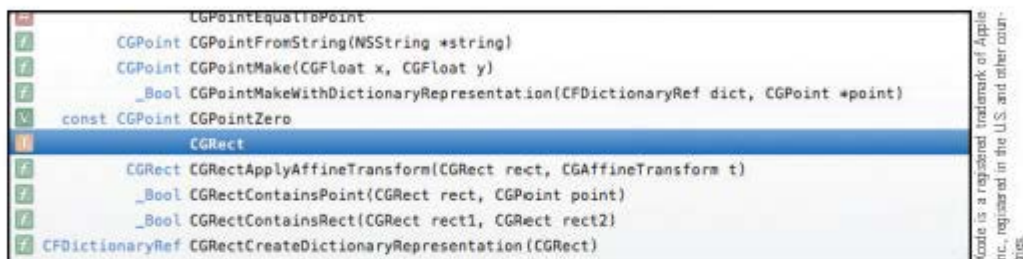 # CGPointEqualToPoint
f CGPoint CGPointFromString(NSString *string)
f CGPoint CGPointMake(CGFloat x, CGFloat y)
f _Bool CGPointMakeWithDictionaryRepresentation(CFDictionaryRef dict, CGPoint *point)
V const CGPoint CGPointZero
T CGRect
f CGRect CGRectApplyAffineTransform(CGRect rect, CGAffineTransform t)
f _Bool CGRectContainsPoint(CGRect rect, CGPoint point)
f _Bool CGRectContainsRect(CGRect rect1, CGRect rect2)
f CFDictionaryRef CGRectCreateDictionaryRepresentation(CGRect)
Xcode is a registered trademark of Apple
Inc., registered in the U.S. and other coun-
tries.